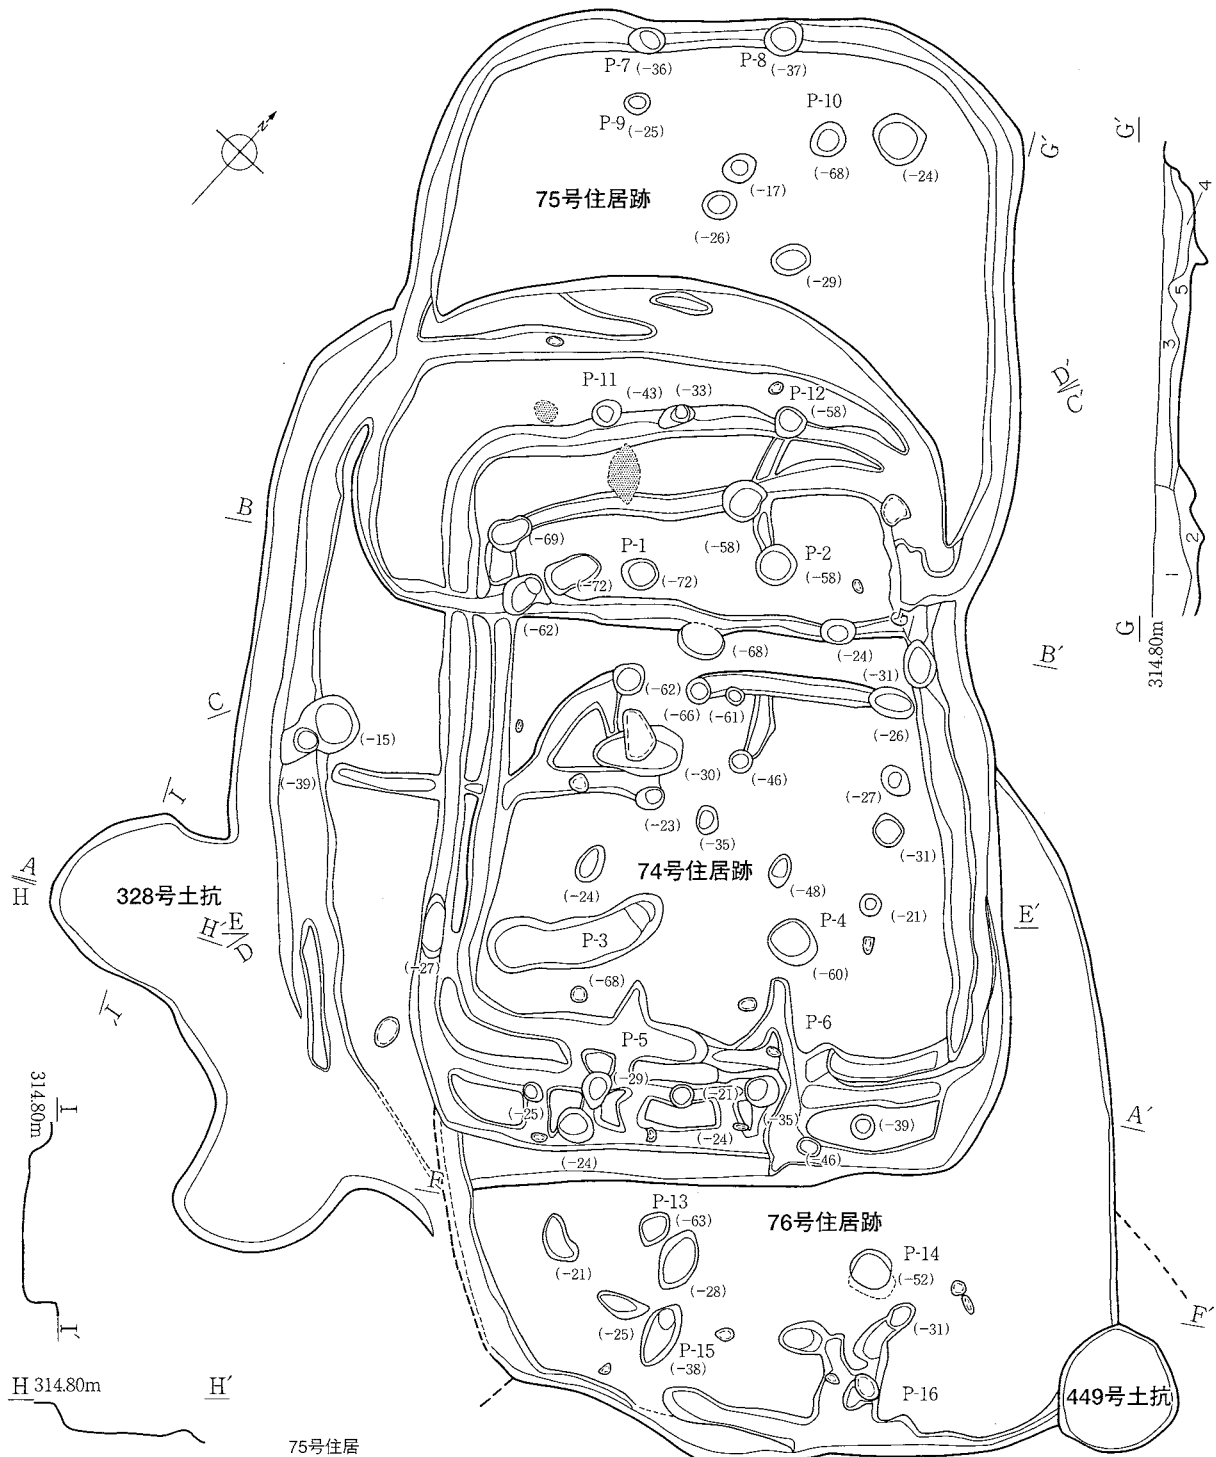 P-7 (-36)
P-8 (-37)
P-9 (-25)
P-10
(-68)
(-24)
(-17)
(-26)
(-29)
N
75号住居跡
G'
G'
4
5
3
2
1
G
314.80m
D'
C'
P-11
(-43)
(-33)
P-12
(-58)
B
(-69)
P-1
(-72)
(-72)
(-58)
P-2
(-58)
(-62)
(-68)
(-24)
(-31)
B'
(-62)
(-66)
(-61)
(-26)
C
(-15)
(-39)
(-30)
(-46)
(-27)
(-23)
(-35)
(-31)
I
A
H
328号土抗
H'
E
D
74号住居跡
(-24)
(-48)
(-21)
P-3
(-68)
P-4
(-60)
E'
(-27)
I'
P-5
P-6
(-29)
(-21)
(-25)
(-35)
(-39)
(-24)
(-46)
(-24)
A'
314.80m
I
I'
F
P-13
(-63)
76号住居跡
(-21)
(-28)
P-14
(-52)
(-25)
(-31)
P-15
(-38)
P-16
F'
449号土抗
H 314.80m
H'
75号住居